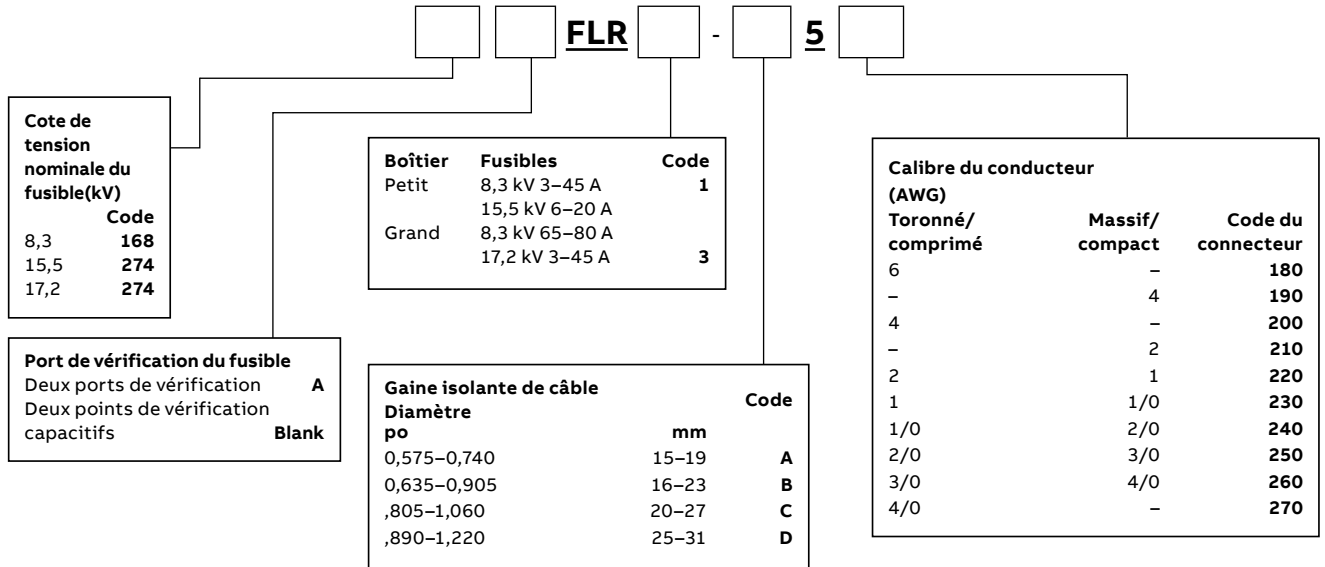 FLR - 5
Cote de
tension
nominale du
fusible(kV)
Code
8,3 168
15,5 274
17,2 274
Port de vérification du fusible
Deux ports de vérification A
Deux points de vérification
capacitifs Blank
Boîtier Fusibles Code
Petit 8,3 kV 3–45 A 1
15,5 kV 6–20 A
Grand 8,3 kV 65–80 A
17,2 kV 3–45 A 3
Gaine isolante de câble
Diamètre Code
po mm
0,575–0,740 15–19 A
0,635–0,905 16–23 B
,805–1,060 20–27 C
,890–1,220 25–31 D
Calibre du conducteur
(AWG)
Toronné/ Massif/ Code du
comprimé compact connecteur
6 – 180
– 4 190
4 – 200
– 2 210
2 1 220
1 1/0 230
1/0 2/0 240
2/0 3/0 250
3/0 4/0 260
4/0 – 270